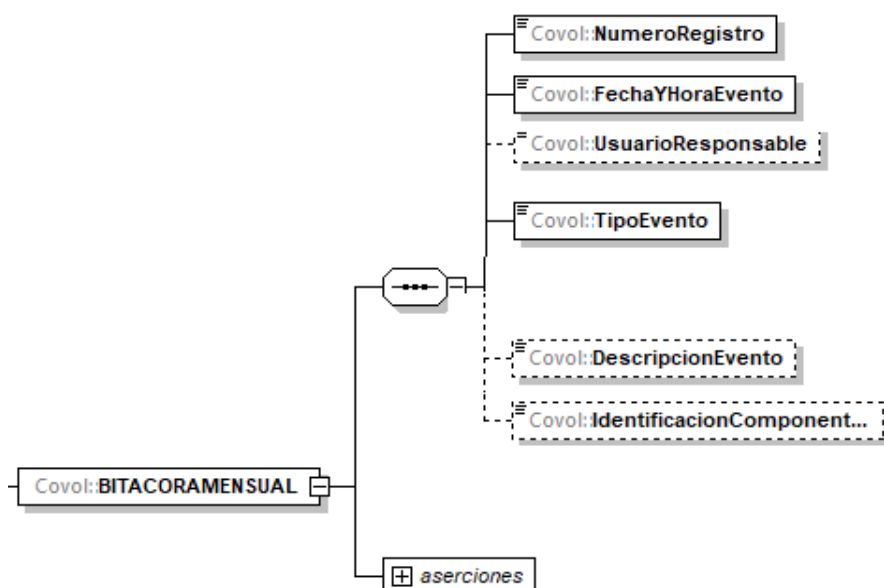 Covol::NumeroRegistro
Covol::FechaYHoraEvento
Covol::UsuarioResponsable
Covol::TipoEvento
Covol::DescripcionEvento
Covol::IdentificacionComponent...
Covol::BITACORAMENSUAL
aserciones